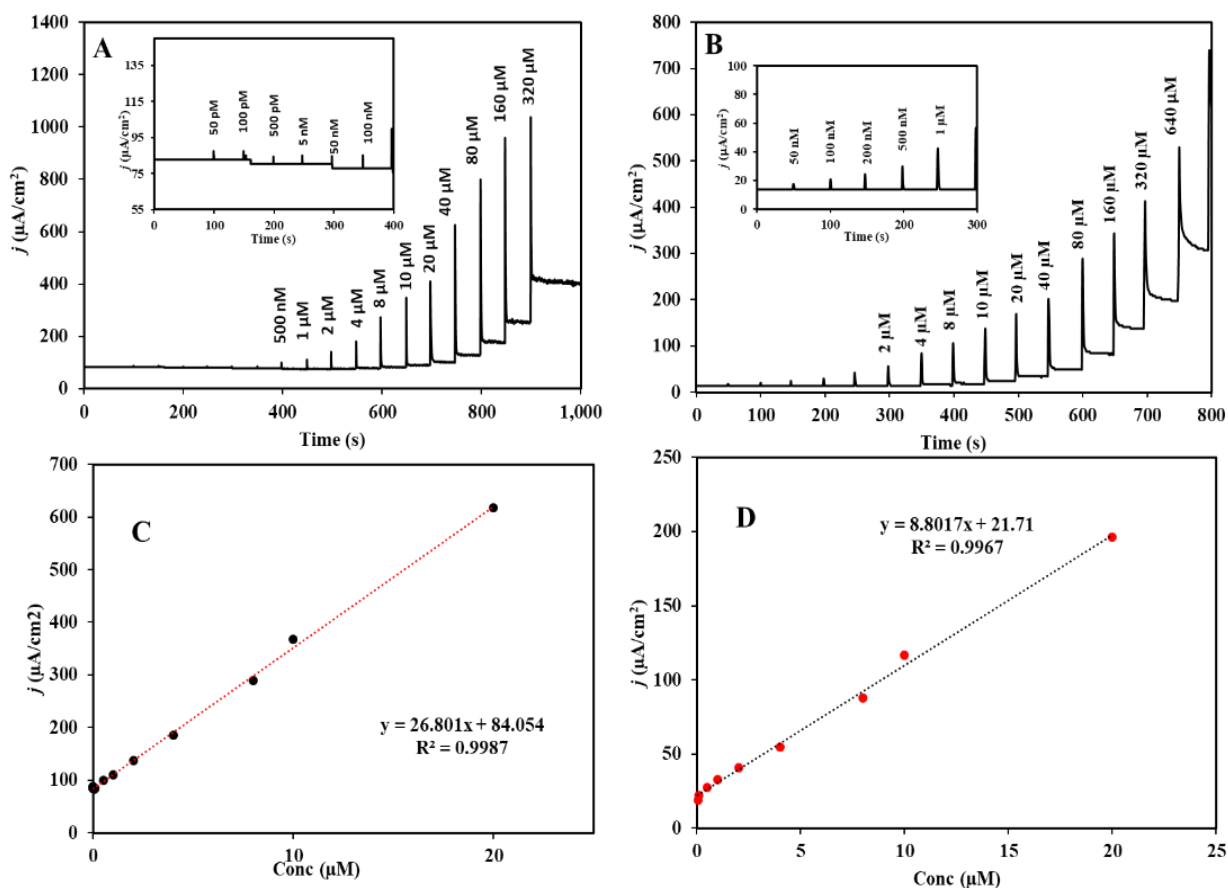 A
j (µA/cm²)
1400
1200
1000
800
600
400
200
0
0
200
400
600
800
1,000
Time (s)
500 nM
1 µM
2 µM
4 µM
8 µM
10 µM
20 µM
40 µM
80 µM
160 µM
320 µM
j (µA/cm²)
135
115
95
75
55
0
100
200
300
400
Time (s)
50 pM
100 pM
500 pM
5 nM
50 nM
100 nM
B
j (µA/cm²)
800
700
600
500
400
300
200
100
0
0
100
200
300
400
500
600
700
800
Time (s)
2 µM
4 µM
8 µM
10 µM
20 µM
40 µM
80 µM
160 µM
320 µM
640 µM
j (µA/cm²)
100
80
60
40
20
0
0
100
200
300
Time (s)
50 nM
100 nM
200 nM
500 nM
1 µM
C
j (µA/cm2)
700
600
500
400
300
200
100
0
0
10
20
Conc (µM)
y = 26.801x + 84.054
R² = 0.9987
D
j (µA/cm²)
250
200
150
100
50
0
0
5
10
15
20
25
Conc (µM)
y = 8.8017x + 21.71
R² = 0.9967